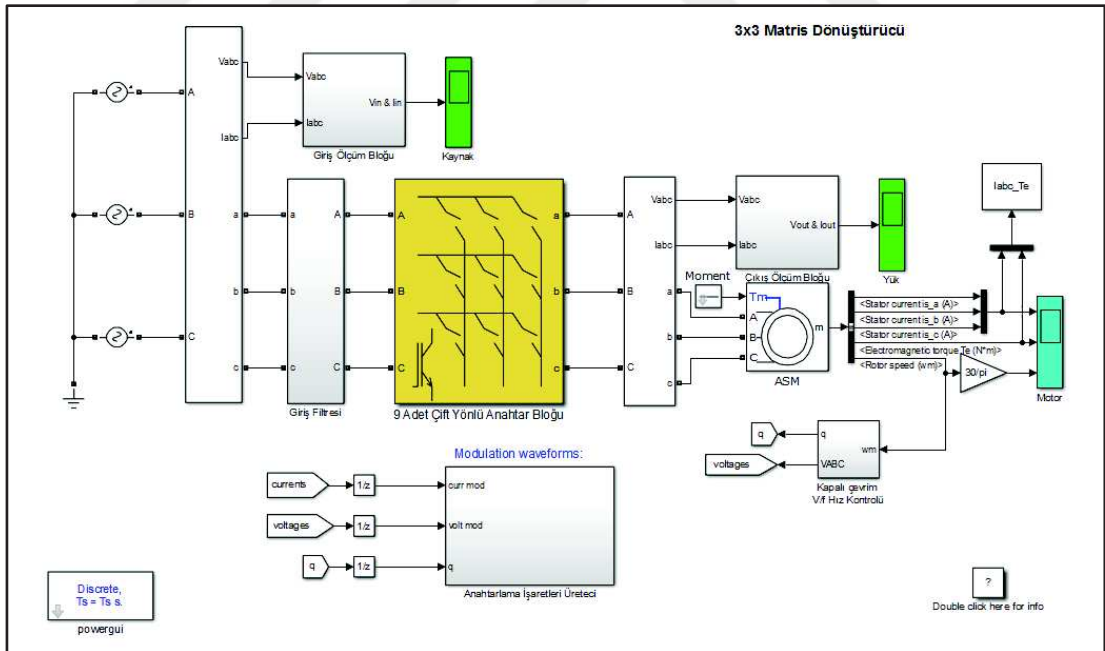 3x3 Matris Dönüştürücü
Vabc
A
Iabc
Vabc
Vin & Iin
Iabc
Giriş Ölçüm Bloğu
Kaynak
B
a
a
A
A
a
A
Vabc
Vabc
Vout & Iout
Iabc
Iabc
Çıkış Ölçüm Bloğu
Yük
Iabc_Te
b
b
B
B
b
B
C
c
c
C
C
c
C
a
b
c
Giriş Filtresi
9 Adet Çift Yönlü Anahtar Bloğu
Moment
Tm
A
B
C
m
ASM
<Stator current is_a (A)>
<Stator current is_b (A)>
<Stator current is_c (A)>
<Electromagnetic torque Te (N*m)>
<Rotor speed (wm)>
30/pi
Motor
q
q
wm
voltages
VABC
Kapalı çevrim
V/f Hız Kontrolü
Modulation waveforms:
currents
1/z
curr mod
voltages
1/z
volt mod
q
1/z
q
Anahtarlama İşaretleri Üreteci
Discrete,
Ts = Ts s.
powergui
?
Double click here for info